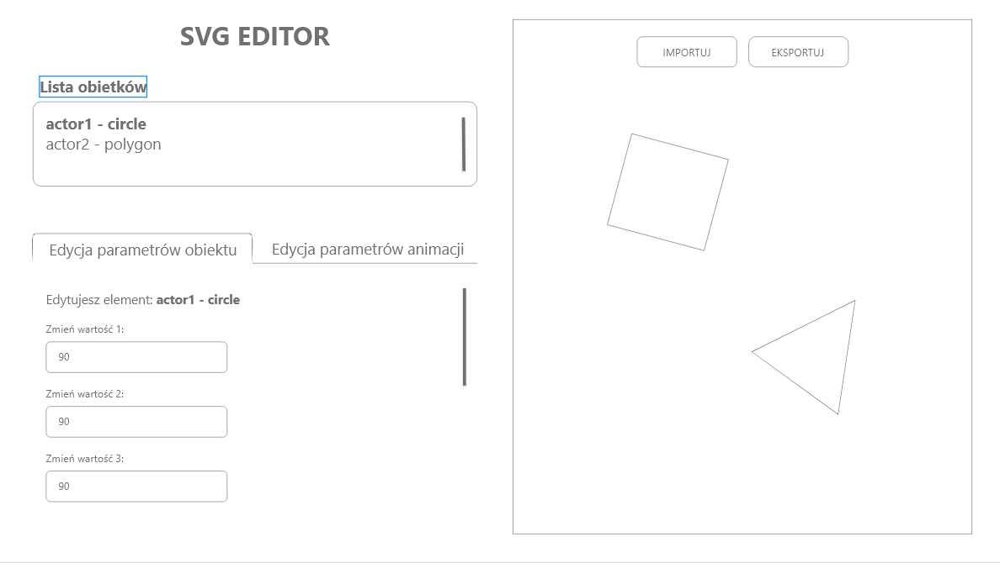 SVG EDITOR
Lista obietków
actor1 - circle
actor2 - polygon
Edycja parametrów obiektu
Edycja parametrów animacji
Edytujesz element: actor1 - circle
Zmień wartość 1:
90
Zmień wartość 2:
90
Zmień wartość 3:
90
IMPORTUJ
EKSPORTUJ